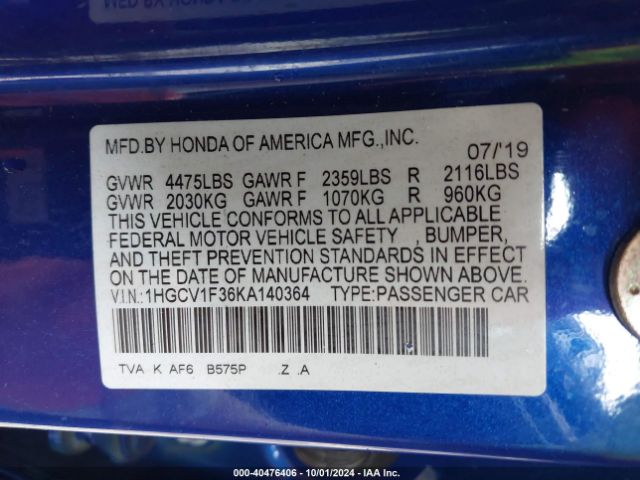 MFD.BY HONDA OF AMERICA MFG.,INC. 07/'19
GVWR 4475LBS GAWR F 2359LBS R 2116LBS
GVWR 2030KG GAWR F 1070KG R 960KG
THIS VEHICLE CONFORMS TO ALL APPLICABLE
FEDERAL MOTOR VEHICLE SAFETY , BUMPER,
AND THEFT PREVENTION STANDARDS IN EFFECT
ON THE DATE OF MANUFACTURE SHOWN ABOVE.
V.I.N.:1HGCV1F36KA140364 TYPE:PASSENGER CAR
TVA K AF6 B575P .Z .A
000-40476406 - 10/01/2024 - IAA Inc.